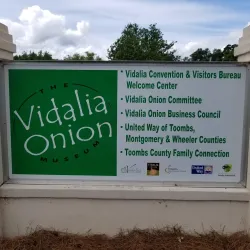 THE
Vidalia
Onion
MUSEUM
• Vidalia Convention & Visitors Bureau
Welcome Center
• Vidalia Onion Committee
• Vidalia Onion Business Council
• United Way of Toombs,
Montgomery & Wheeler Counties
• Toombs County Family Connection